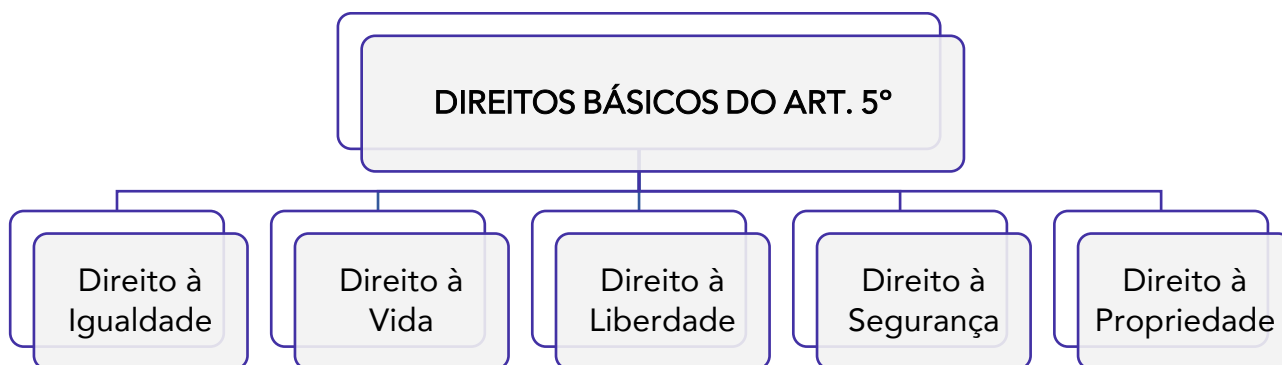 DIREITOS BÁSICOS DO ART. 5º
Direito à
Igualdade
Direito à
Vida
Direito à
Liberdade
Direito à
Segurança
Direito à
Propriedade